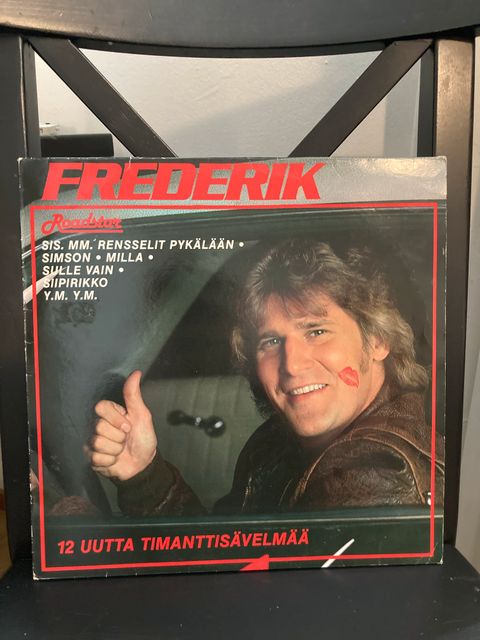 FREDERIK
Roadstar
SIS. MM. RENSSELIT PYKÄLÄÄN •
SIMSON • MILLA •
SULLE VAIN •
SIIPIRIKKO
Y.M. Y.M.
12 UUTTA TIMANTTISÄVELMÄÄ